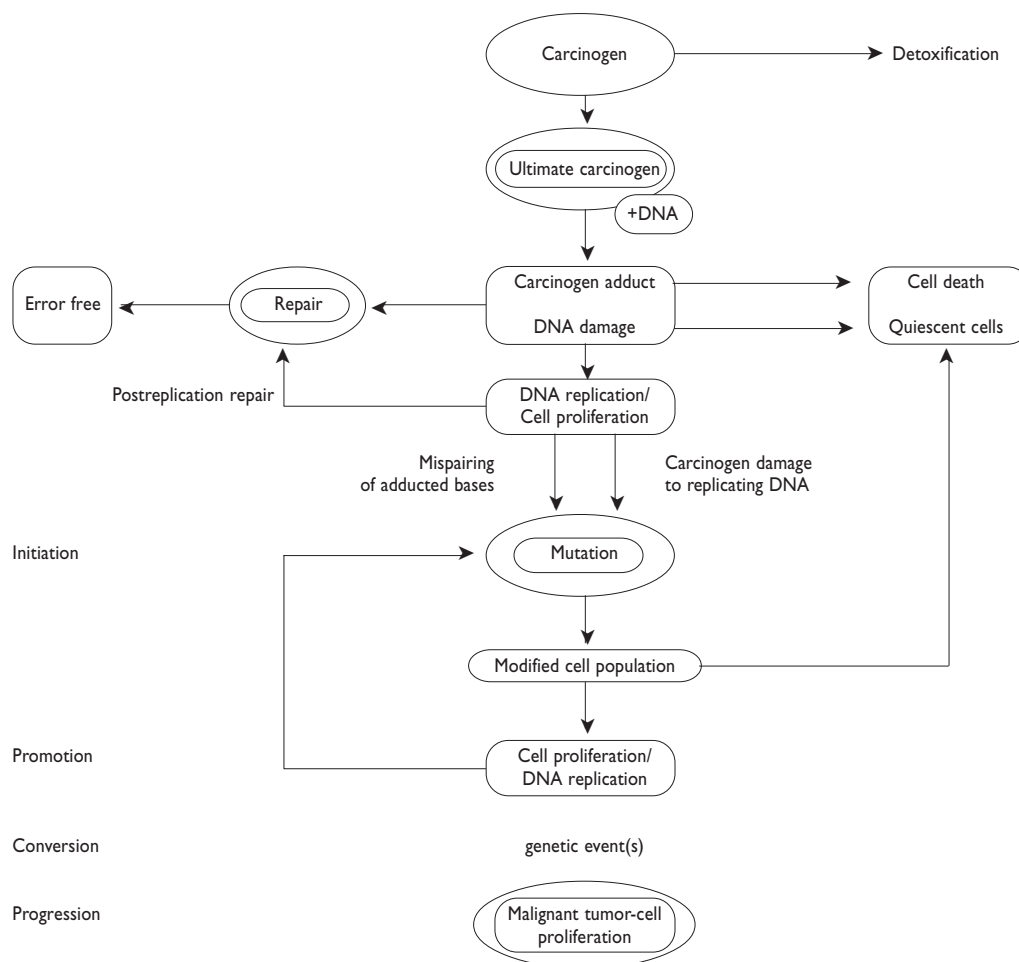 Carcinogen
Detoxification
Ultimate carcinogen
+DNA
Error free
Repair
Carcinogen adduct
DNA damage
Cell death
Quiescent cells
Postreplication repair
DNA replication/
Cell proliferation
Mispairing
of adducted bases
Carcinogen damage
to replicating DNA
Initiation
Mutation
Modified cell population
Promotion
Cell proliferation/
DNA replication
Conversion
genetic event(s)
Progression
Malignant tumor-cell
proliferation